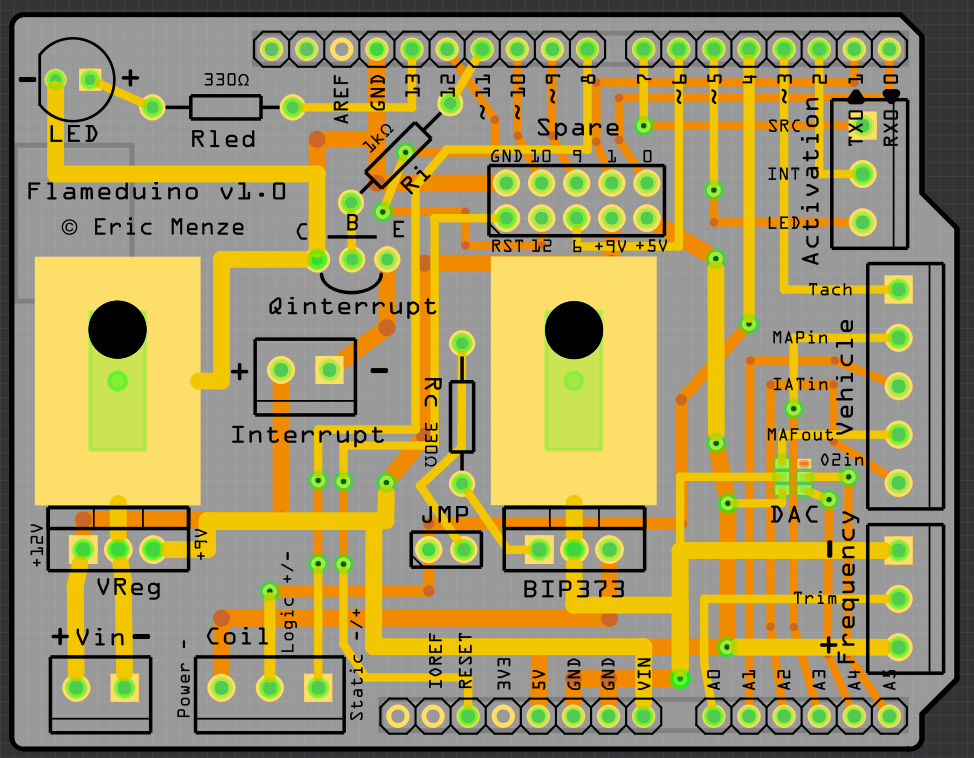 AREF
GND
13
12
~11
~10
~9
8
7
~6
~5
4
~3
2
1
0
- +
LED
330Ω
Rled
1kΩ
Ri
Spare
GND 10 9 1 0
RST 12 6 +9V +5V
SRC
INT
LED
TX0
RX0
Activation
Flameduino v1.0
© Eric Menze
C
B
E
Qinterrupt
+ -
Interrupt
Rc
330Ω
Tach
MAPin
IATin
MAFout
O2in
Vehicle
JMP
DAC
+12V
+9V
VReg
BIP373
-
Trim
+
Frequency
+ Vin -
Coil
Power -
Logic +/-
Static -/+
IOREF
RESET
3V3
5V
GND
GND
VIN
A0
A1
A2
A3
A4
A5